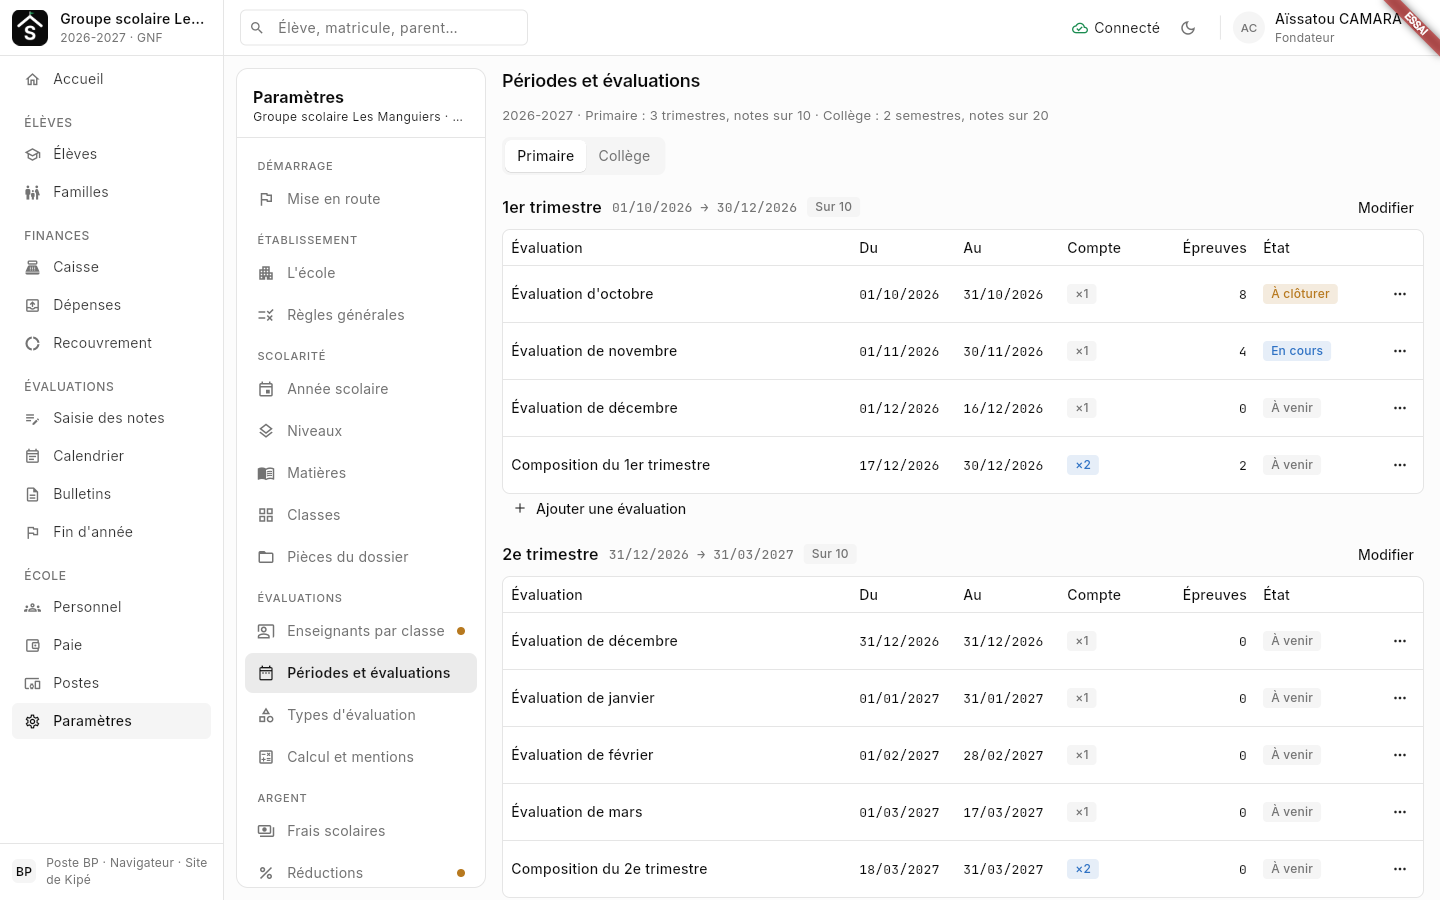 Groupe scolaire Le...
2026-2027 · GNF
Élève, matricule, parent...
Connecté
AC
Aïssatou CAMARA
Fondateur
ESSAI
Accueil
ÉLÈVES
Élèves
Familles
FINANCES
Caisse
Dépenses
Recouvrement
ÉVALUATIONS
Saisie des notes
Calendrier
Bulletins
Fin d'année
ÉCOLE
Personnel
Paie
Postes
Paramètres
BP
Poste BP · Navigateur · Site
de Kipé
Paramètres
Groupe scolaire Les Manguiers · ...
DÉMARRAGE
Mise en route
ÉTABLISSEMENT
L'école
Règles générales
SCOLARITÉ
Année scolaire
Niveaux
Matières
Classes
Pièces du dossier
ÉVALUATIONS
Enseignants par classe
Périodes et évaluations
Types d'évaluation
Calcul et mentions
ARGENT
Frais scolaires
Réductions
Périodes et évaluations
2026-2027 · Primaire : 3 trimestres, notes sur 10 · Collège : 2 semestres, notes sur 20
Primaire Collège
1er trimestre 01/10/2026 → 30/12/2026 Sur 10 Modifier
Évaluation Du Au Compte Épreuves État
Évaluation d'octobre 01/10/2026 31/10/2026 ×1 8 À clôturer
Évaluation de novembre 01/11/2026 30/11/2026 ×1 4 En cours
Évaluation de décembre 01/12/2026 16/12/2026 ×1 0 À venir
Composition du 1er trimestre 17/12/2026 30/12/2026 ×2 2 À venir
+ Ajouter une évaluation
2e trimestre 31/12/2026 → 31/03/2027 Sur 10 Modifier
Évaluation Du Au Compte Épreuves État
Évaluation de décembre 31/12/2026 31/12/2026 ×1 0 À venir
Évaluation de janvier 01/01/2027 31/01/2027 ×1 0 À venir
Évaluation de février 01/02/2027 28/02/2027 ×1 0 À venir
Évaluation de mars 01/03/2027 17/03/2027 ×1 0 À venir
Composition du 2e trimestre 18/03/2027 31/03/2027 ×2 0 À venir